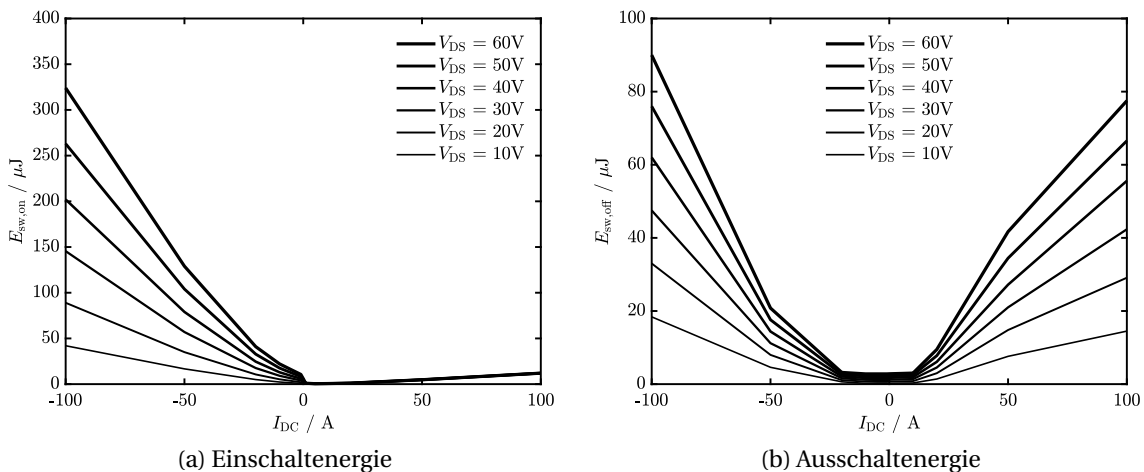 400
350
300
250
200
150
100
50
0
E_sw,on / μJ
V_DS = 60V
V_DS = 50V
V_DS = 40V
V_DS = 30V
V_DS = 20V
V_DS = 10V
-100 -50 0 50 100
I_DC / A
(a) Einschaltenergie
100
80
60
40
20
0
E_sw,off / μJ
V_DS = 60V
V_DS = 50V
V_DS = 40V
V_DS = 30V
V_DS = 20V
V_DS = 10V
-100 -50 0 50 100
I_DC / A
(b) Ausschaltenergie